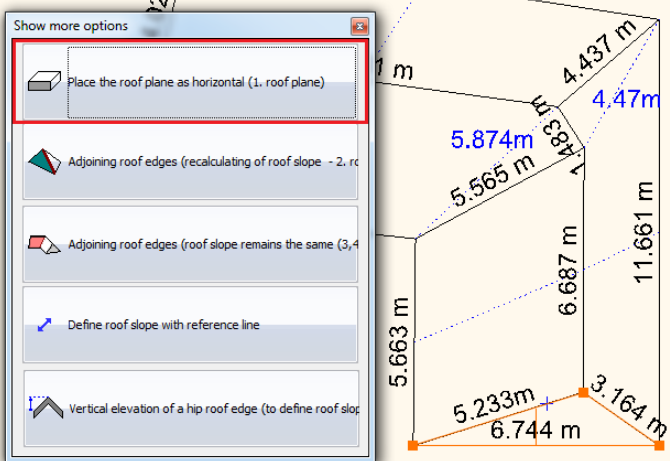 Show more options
Place the roof plane as horizontal (1. roof plane)
Adjoining roof edges (recalculating of roof slope - 2. ro
Adjoining roof edges (roof slope remains the same (3,4
Define roof slope with reference line
Vertical elevation of a hip roof edge (to define roof slop
1 m
4.437 m
4.47m
5.874m
1.483 m
5.565 m
11.661 m
6.687 m
5.663 m
5.233m
3.164 m
6.744 m